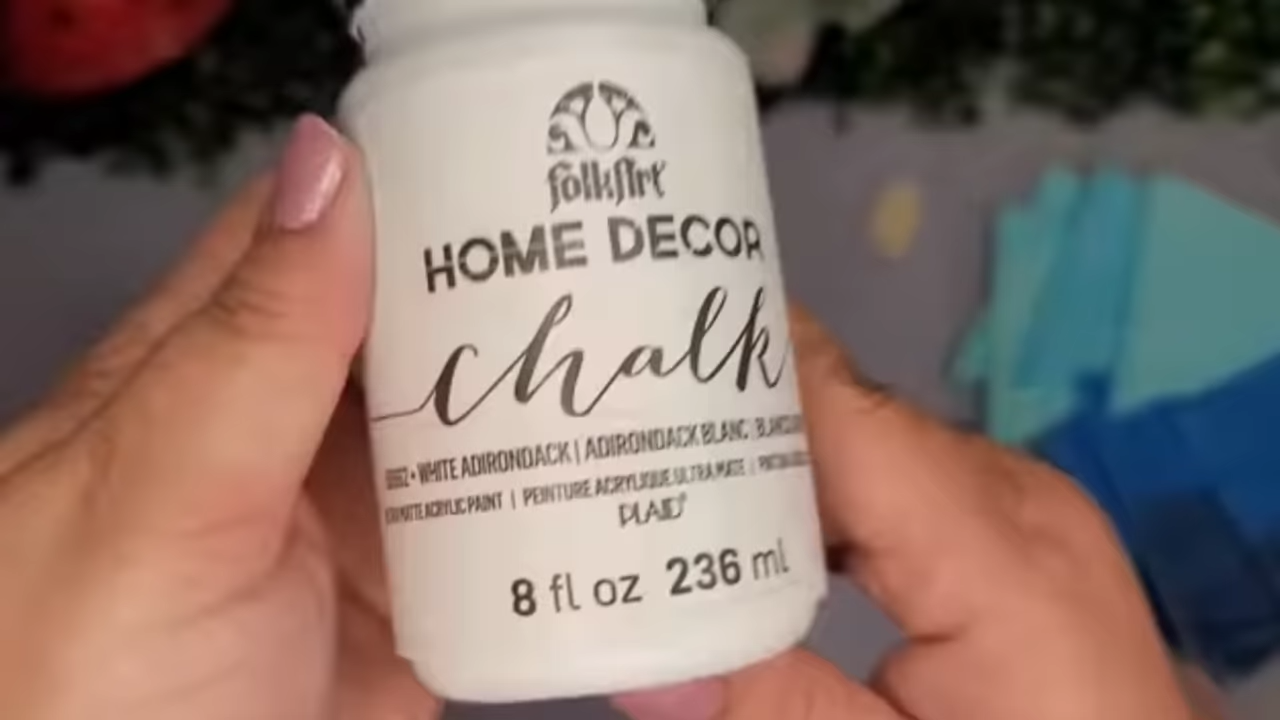 folkArt
HOME DECOR
chalk
WHITE ADIRONDACK | ADIRONDACK BLANC |
MATTE ACRYLIC PAINT | PEINTURE ACRYLIQUE ULTRA MATE |
PLAID
8 fl oz 236 ml